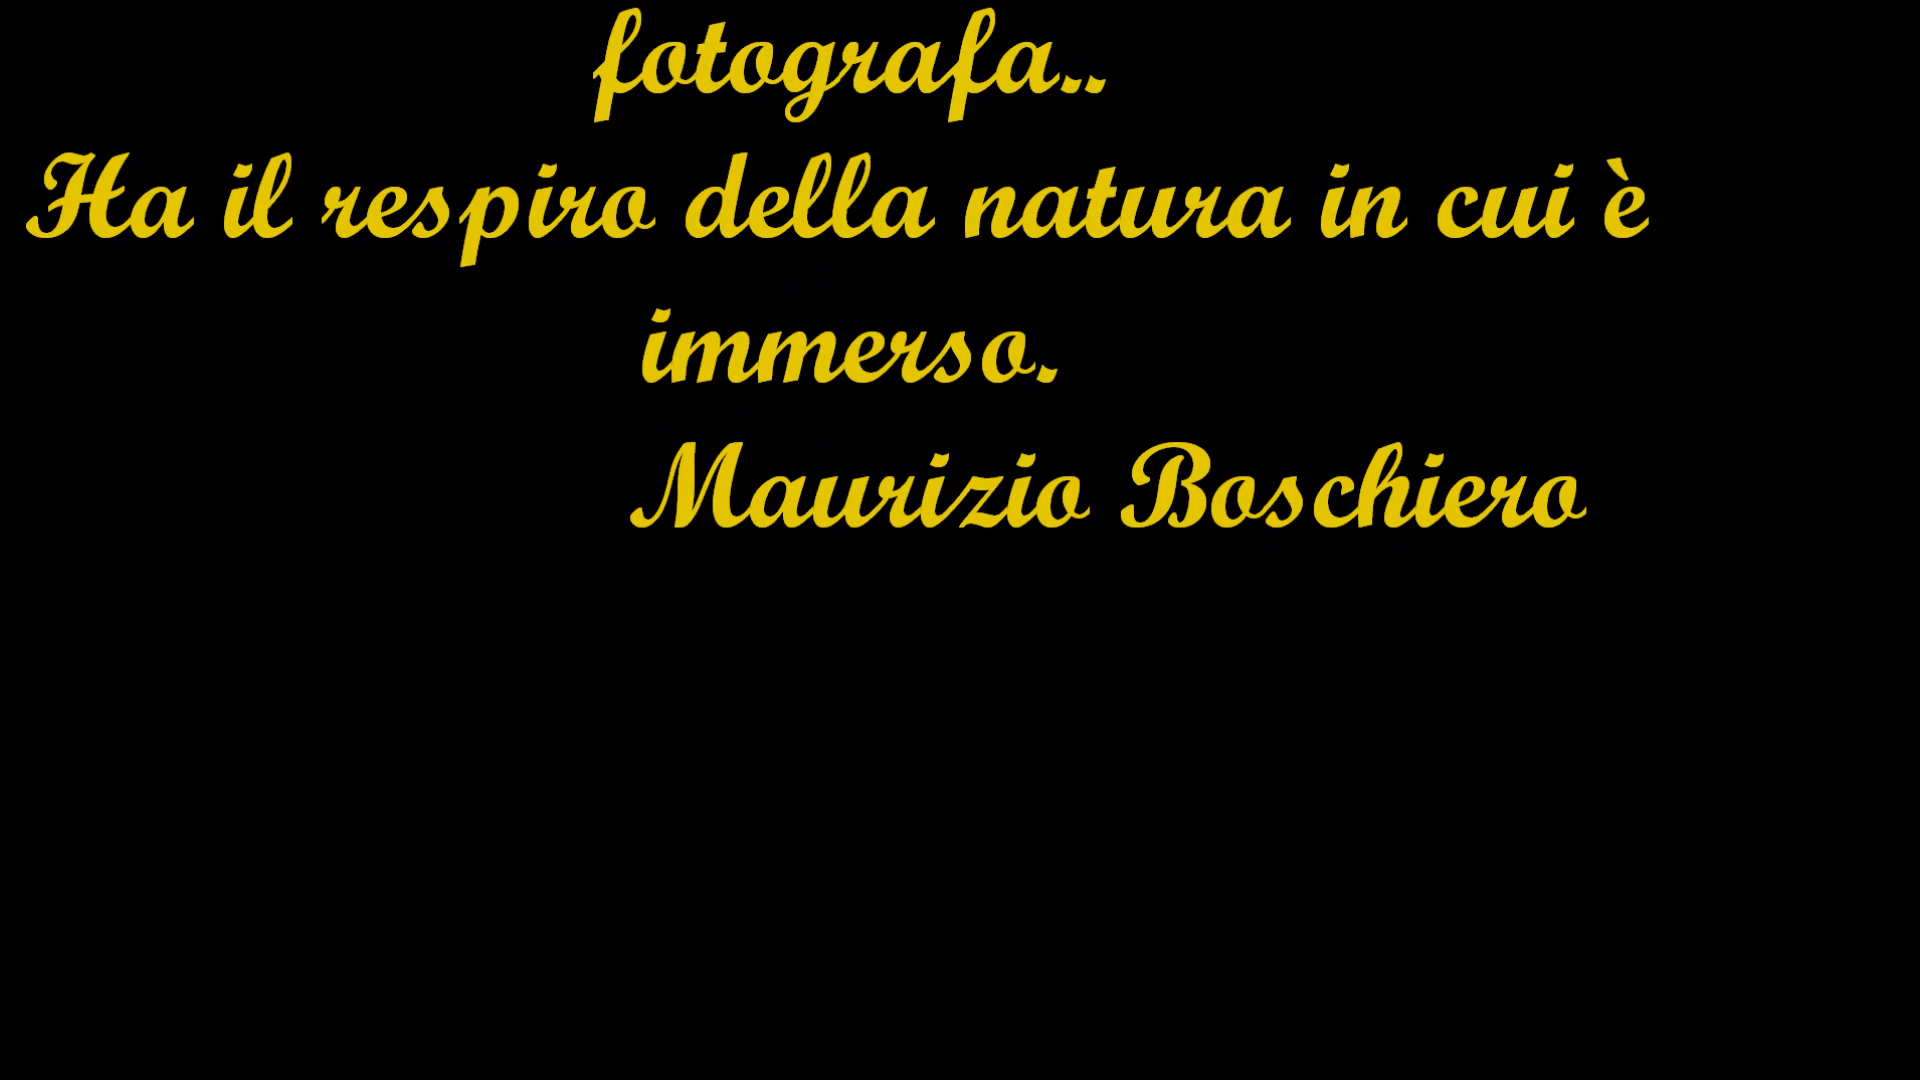 fotografa..
Ha il respiro della natura in cui è
immerso.
Maurizio Boschiero